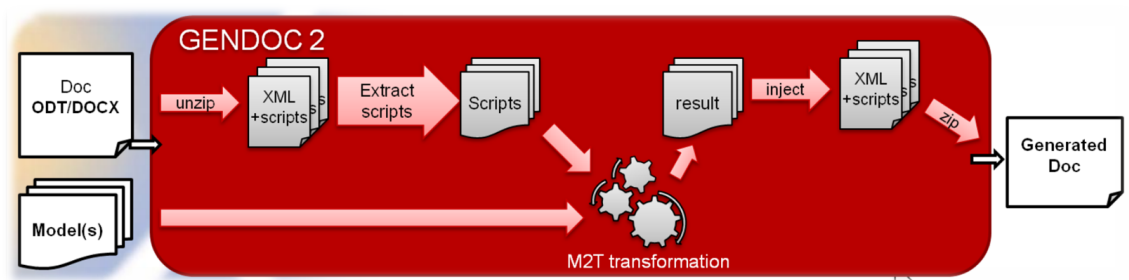 GENDOC 2
Doc
ODT/DOCX
unzip
XML
+scripts
Extract
scripts
Scripts
result
inject
XML
+scripts
zip
Generated
Doc
Model(s)
M2T transformation